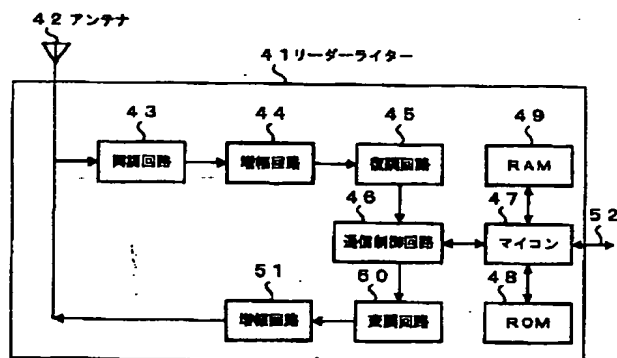 42 アンテナ
41 リーダーライター
43 44 45 49
同調回路 増幅回路 復調回路 RAM
46 47 52
通信制御回路 マイコン
51 50 48
増幅回路 変調回路 ROM